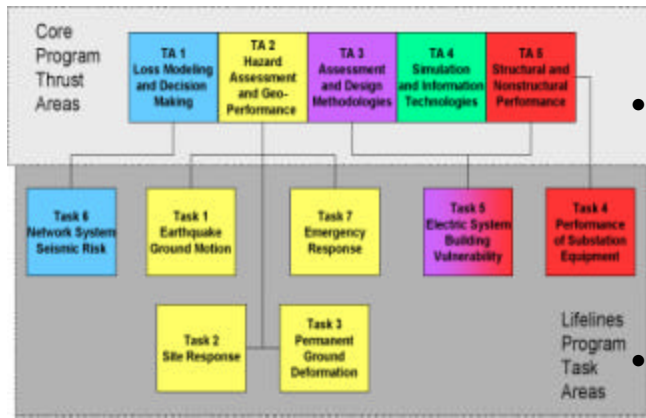 Core
Program
Thrust
Areas
TA 1
Loss Modeling
and Decision
Making
TA 2
Hazard
Assessment
and Geo-
Performance
TA 3
Assessment
and Design
Methodologies
TA 4
Simulation
and Information
Technologies
TA 5
Structural and
Nonstructural
Performance
Task 6
Network System
Seismic Risk
Task 1
Earthquake
Ground Motion
Task 7
Emergency
Response
Task 5
Electric System
Building
Vulnerability
Task 4
Performance
of Substation
Equipment
Task 2
Site Response
Task 3
Permanent
Ground
Deformation
Lifelines
Program
Task
Areas